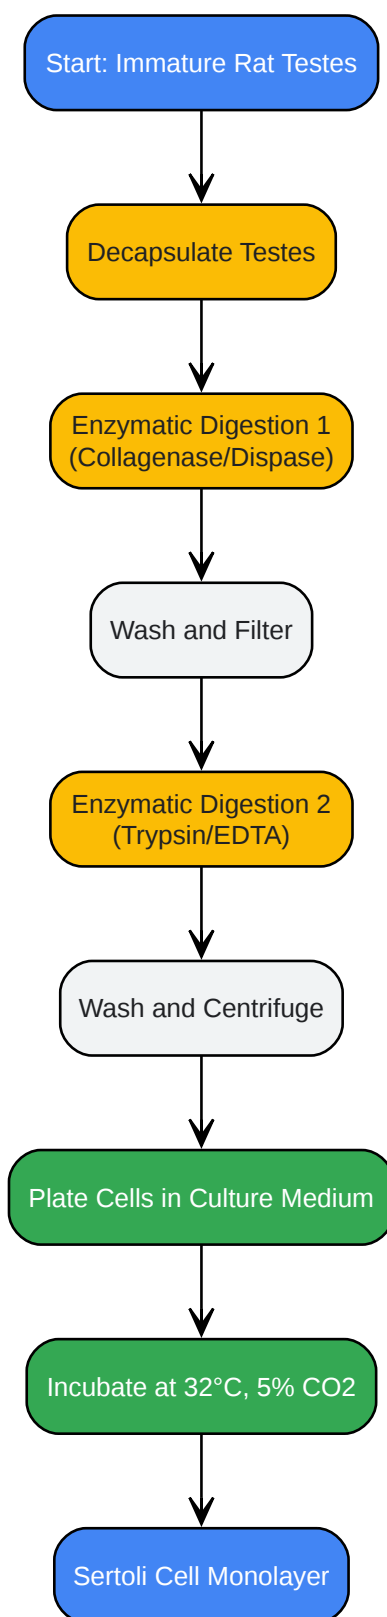 Start: Immature Rat Testes
Decapsulate Testes
Enzymatic Digestion 1
(Collagenase/Dispase)
Wash and Filter
Enzymatic Digestion 2
(Trypsin/EDTA)
Wash and Centrifuge
Plate Cells in Culture Medium
Incubate at 32°C, 5% CO2
Sertoli Cell Monolayer